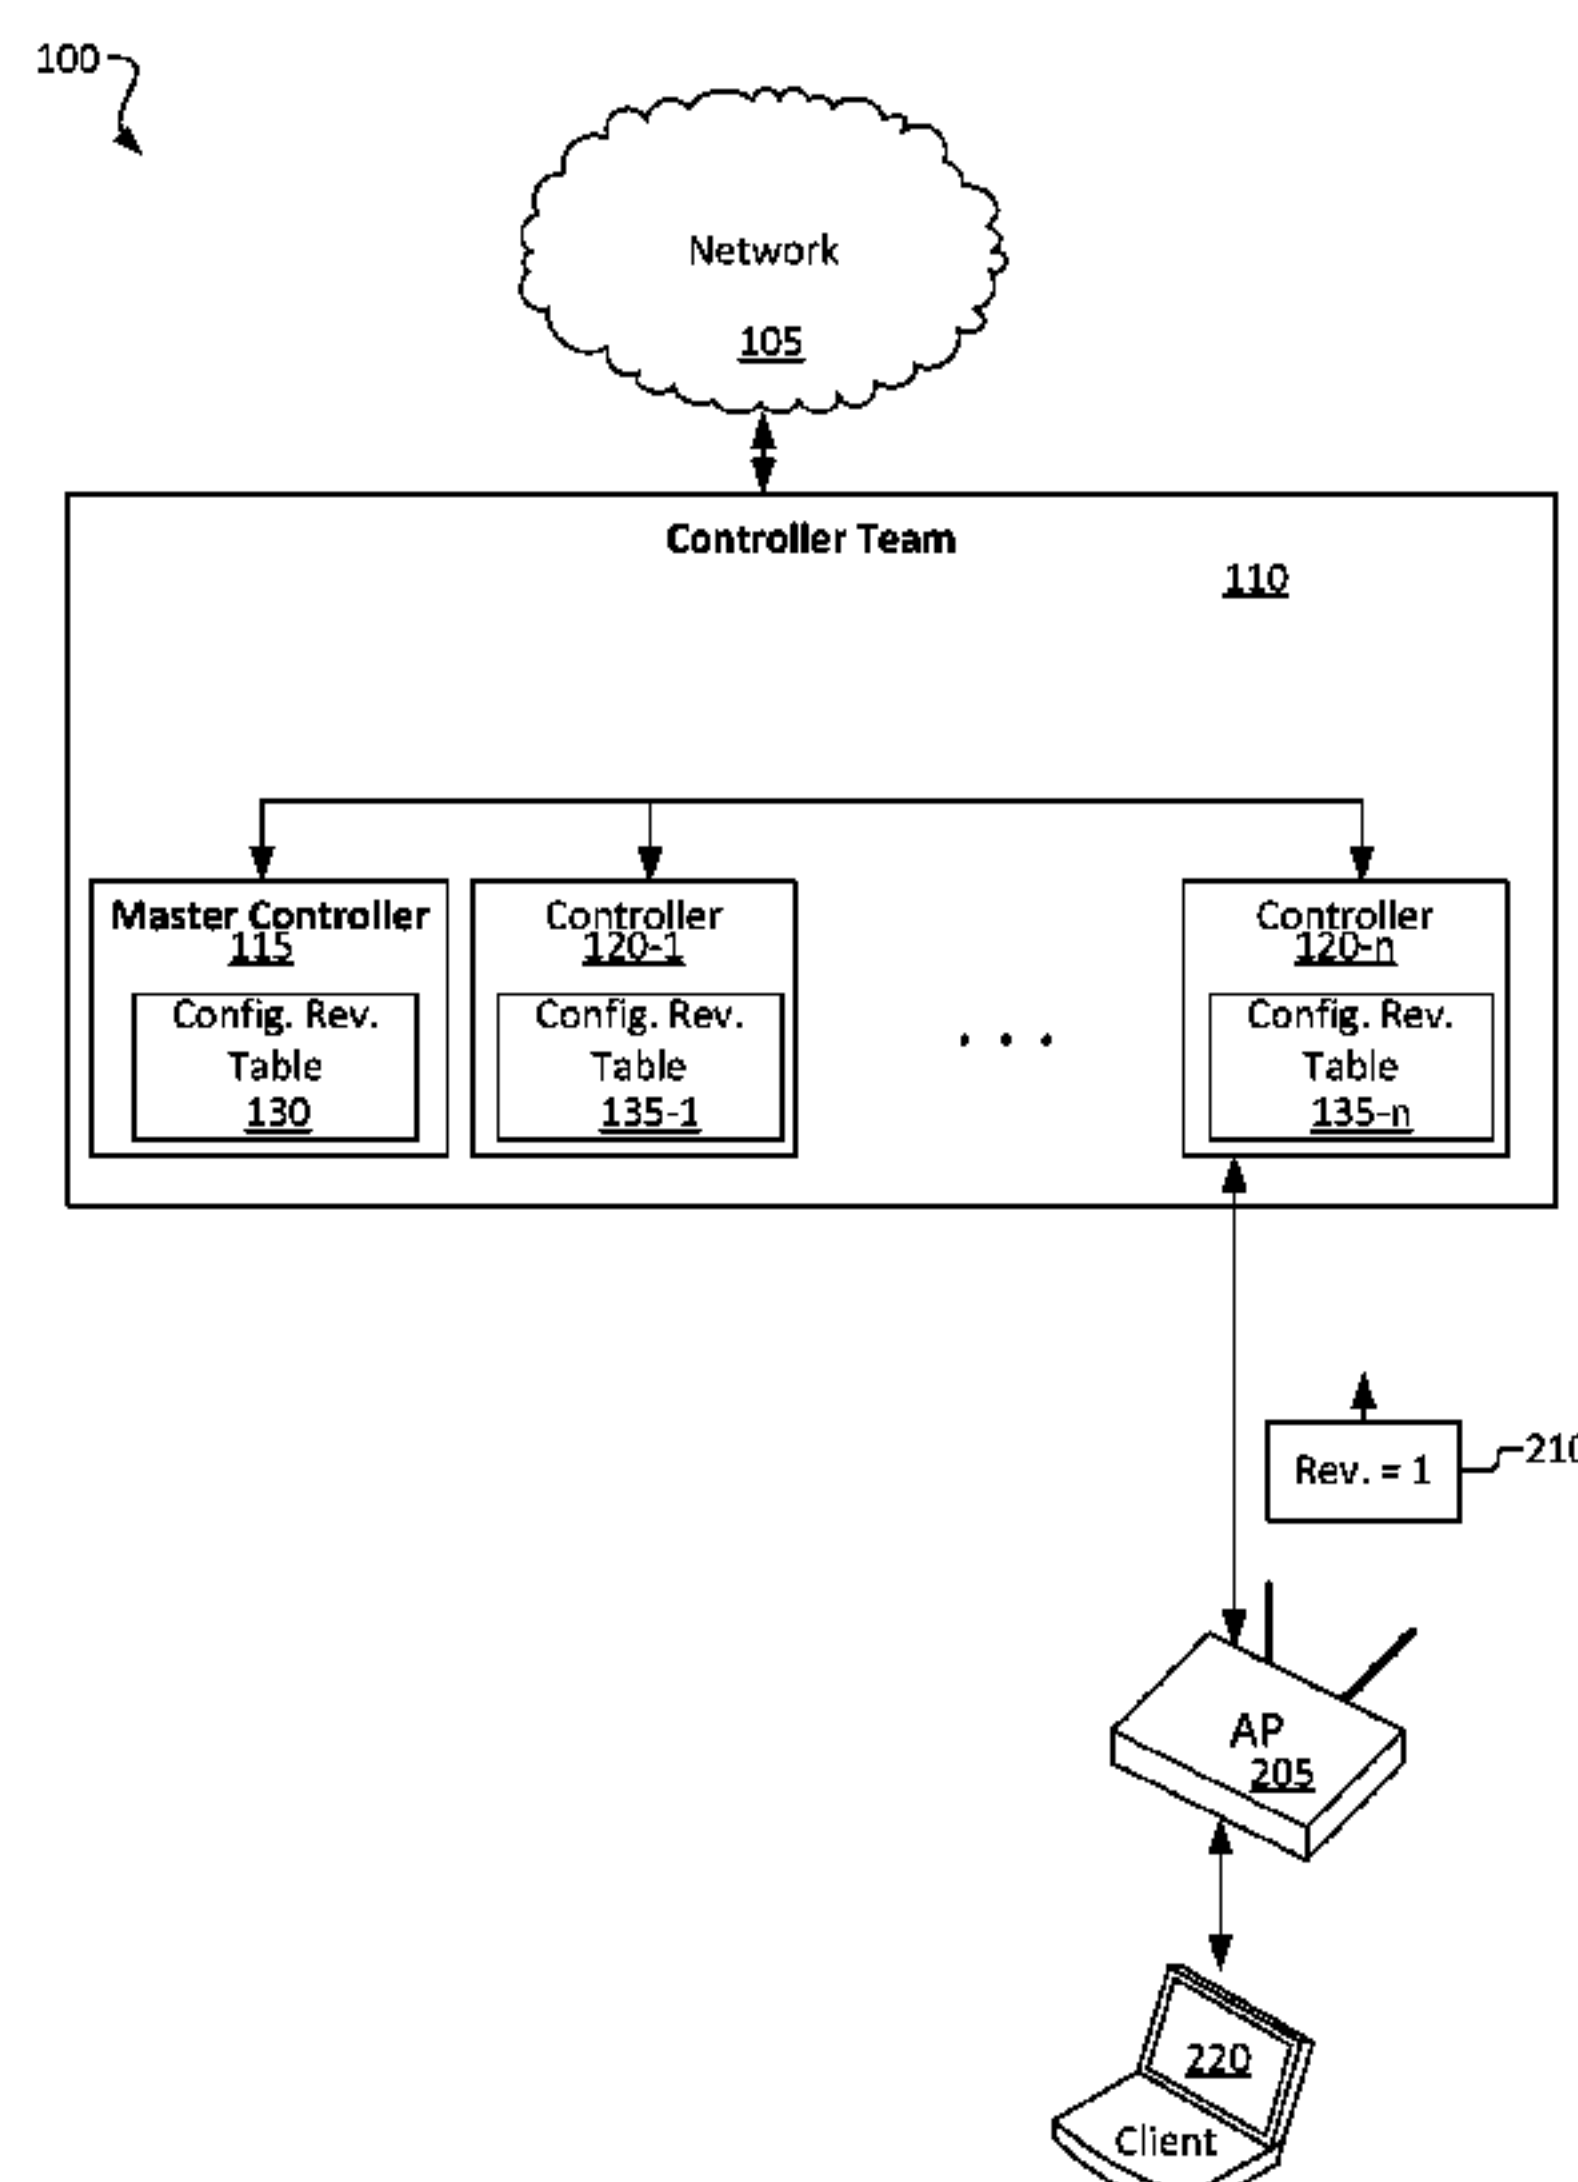 100
Network
105
Controller Team
110
Master Controller
115
Config. Rev.
Table
130
Controller
120-1
Config. Rev.
Table
135-1
. . .
Controller
120-n
Config. Rev.
Table
135-n
Rev. = 1
210
AP
205
220
Client